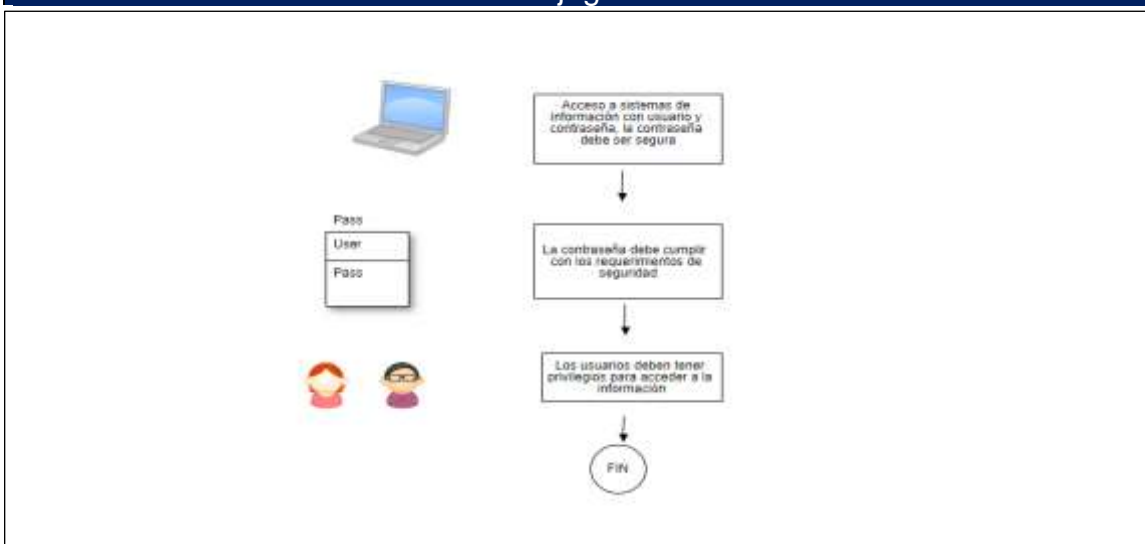 Acceso a sistemas de
información con usuario y
contraseña, la contraseña
debe ser segura
Pass
User
Pass
La contraseña debe cumplir
con los requerimientos de
seguridad
Los usuarios deben tener
privilegios para acceder a la
información
FIN